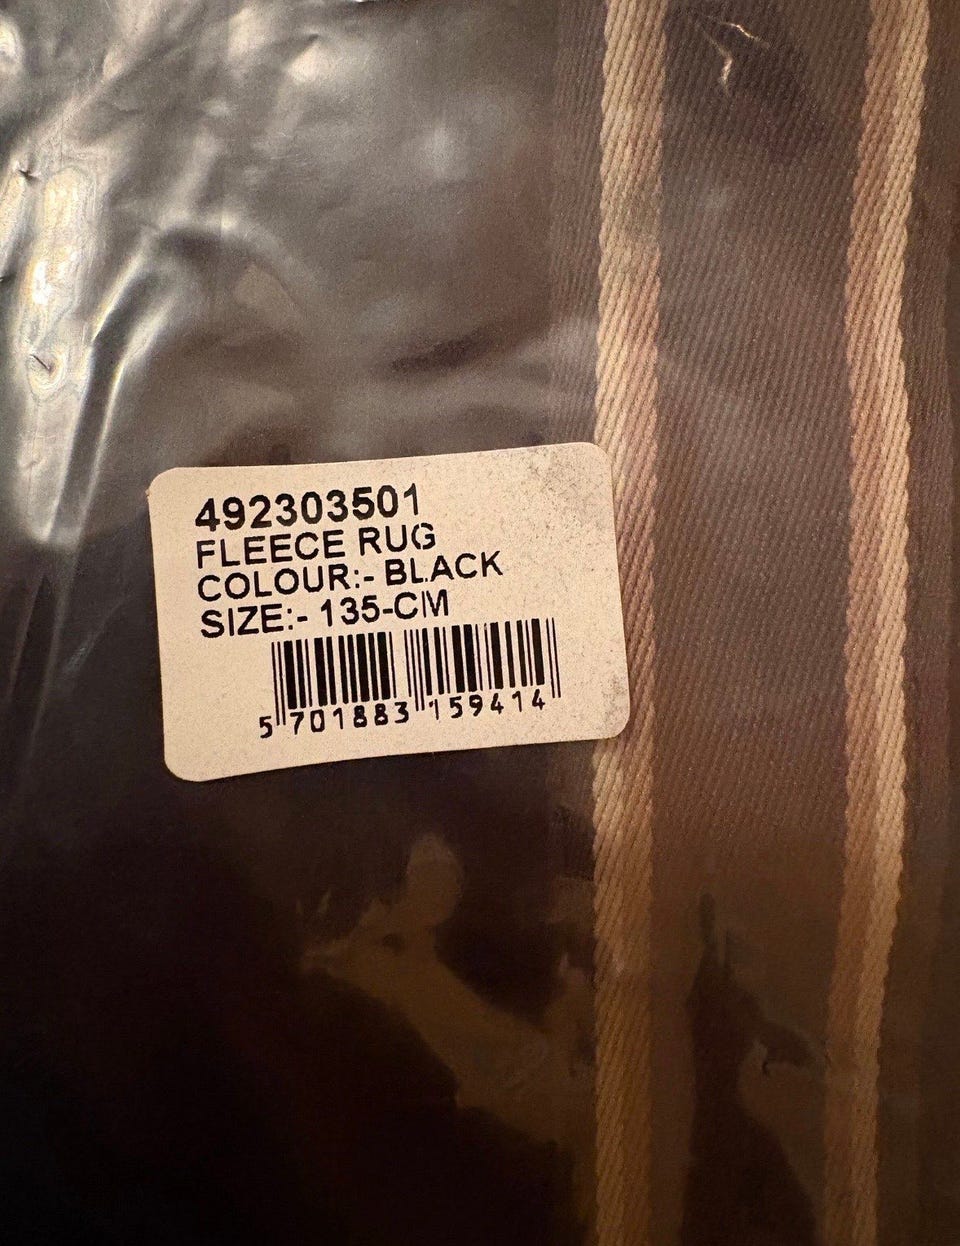 492303501
FLEECE RUG
COLOUR:- BLACK
SIZE:- 135-CM
5 701883 159414